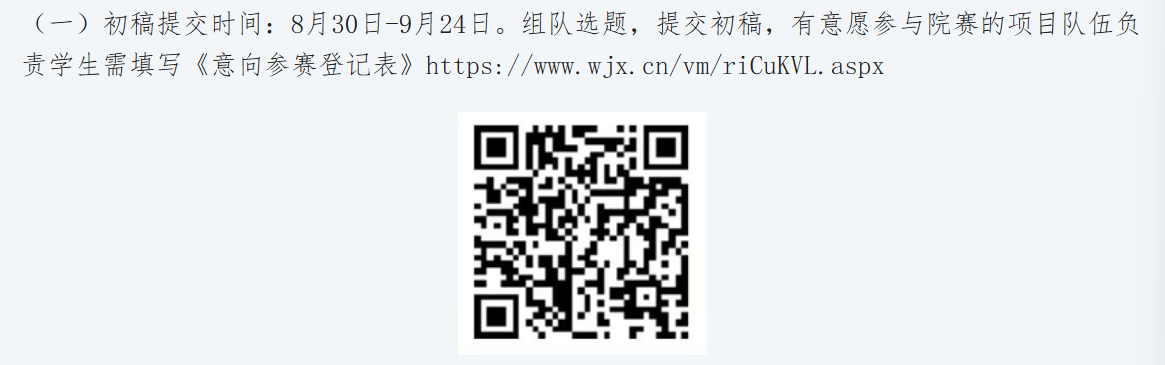 （一）初稿提交时间：8月30日-9月24日。组队选题，提交初稿，有意愿参与院赛的项目队伍负
责学生需填写《意向参赛登记表》https://www.wjx.cn/vm/riCuKVL.aspx